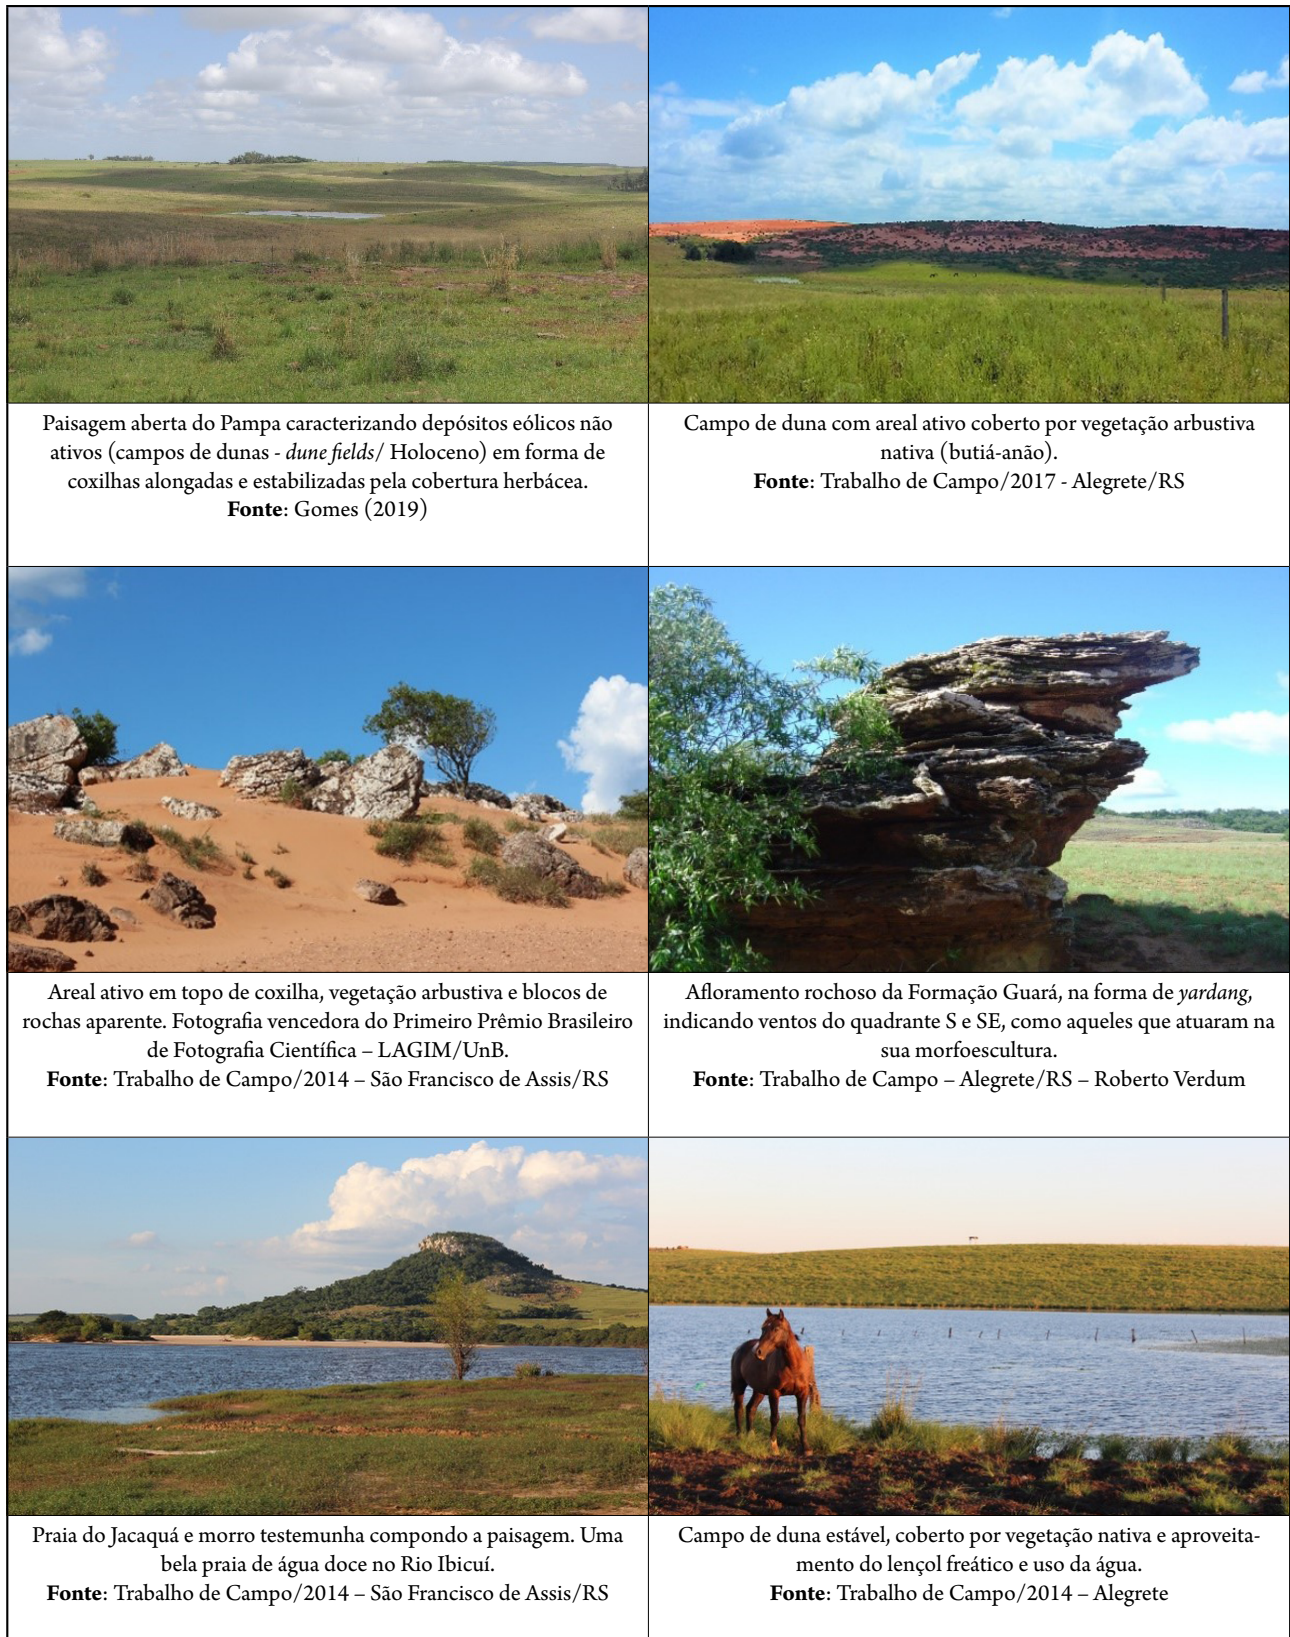 Paisagem aberta do Pampa caracterizando depósitos eólicos não
ativos (campos de dunas - dune fields/ Holoceno) em forma de
coxilhas alongadas e estabilizadas pela cobertura herbácea.
Fonte: Gomes (2019)
Campo de duna com areal ativo coberto por vegetação arbustiva
nativa (butiá-anão).
Fonte: Trabalho de Campo/2017 - Alegrete/RS
Areal ativo em topo de coxilha, vegetação arbustiva e blocos de
rochas aparente. Fotografia vencedora do Primeiro Prêmio Brasileiro
de Fotografia Científica – LAGIM/UnB.
Fonte: Trabalho de Campo/2014 – São Francisco de Assis/RS
Afloramento rochoso da Formação Guará, na forma de yardang,
indicando ventos do quadrante S e SE, como aqueles que atuaram na
sua morfoescultura.
Fonte: Trabalho de Campo – Alegrete/RS – Roberto Verdum
Praia do Jacaquá e morro testemunha compondo a paisagem. Uma
bela praia de água doce no Rio Ibicuí.
Fonte: Trabalho de Campo/2014 – São Francisco de Assis/RS
Campo de duna estável, coberto por vegetação nativa e aproveita-
mento do lençol freático e uso da água.
Fonte: Trabalho de Campo/2014 – Alegrete